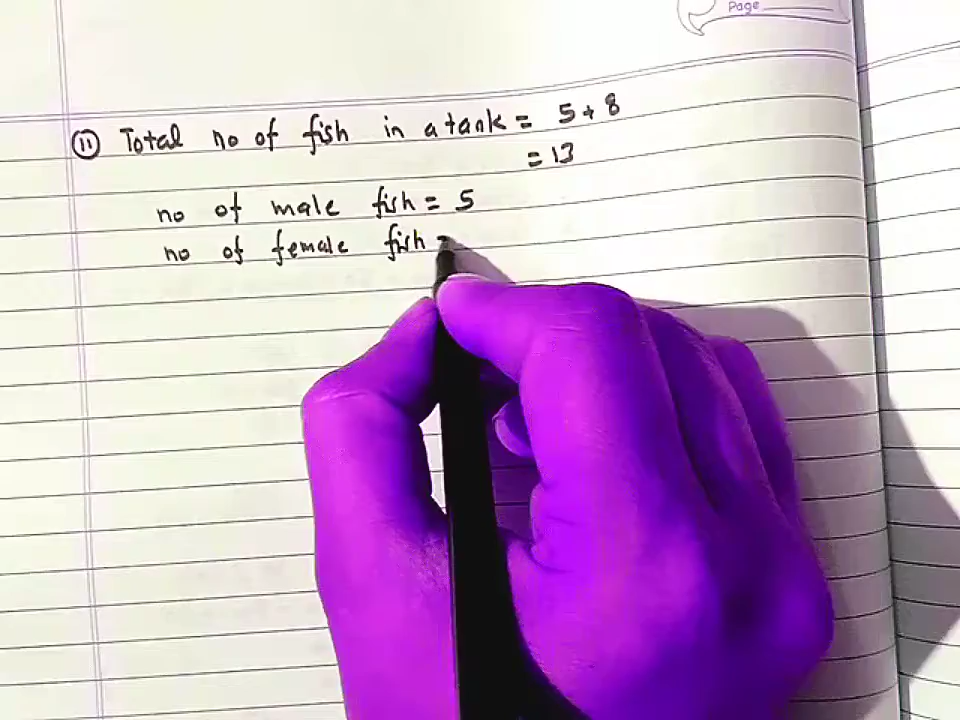 Page
11 Total no of fish in a tank = 5 + 8
= 13
no of male fish = 5
no of female fish =